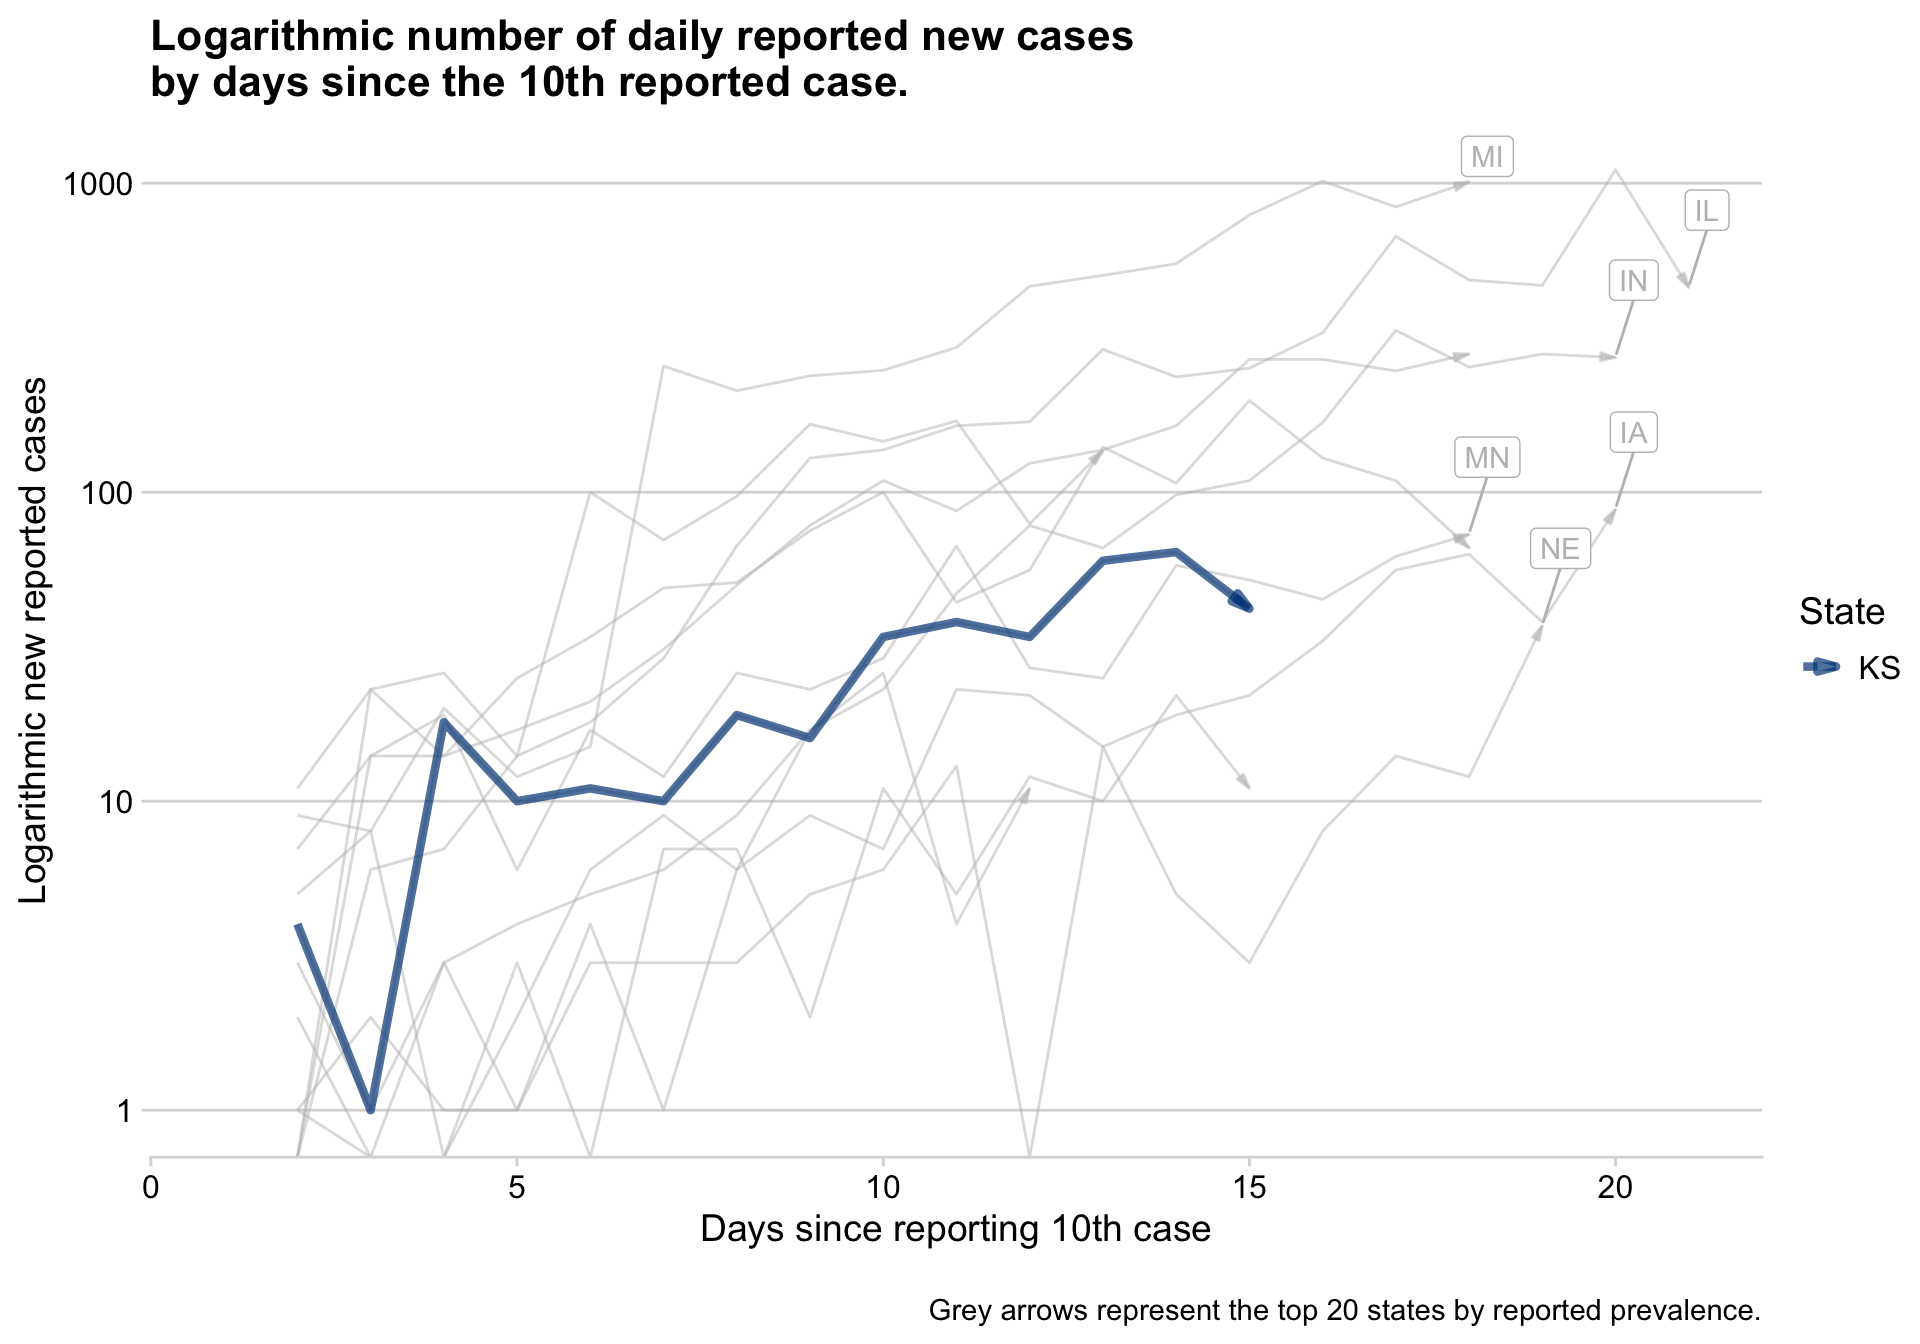 Logarithmic number of daily reported new cases
by days since the 10th reported case.
Logarithmic new reported cases
1000
100
10
1
MI
IL
IN
IA
MN
NE
State
KS
0
5
10
15
20
Days since reporting 10th case
Grey arrows represent the top 20 states by reported prevalence.